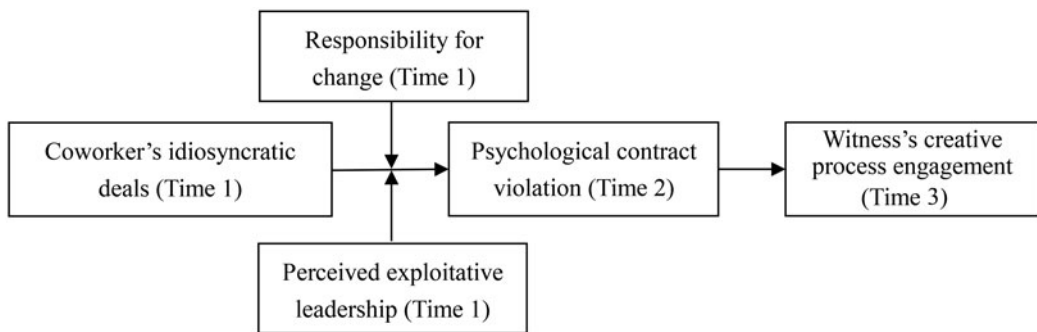 Responsibility for
change (Time 1)
Coworker's idiosyncratic
deals (Time 1)
Psychological contract
violation (Time 2)
Witness's creative
process engagement
(Time 3)
Perceived exploitative
leadership (Time 1)